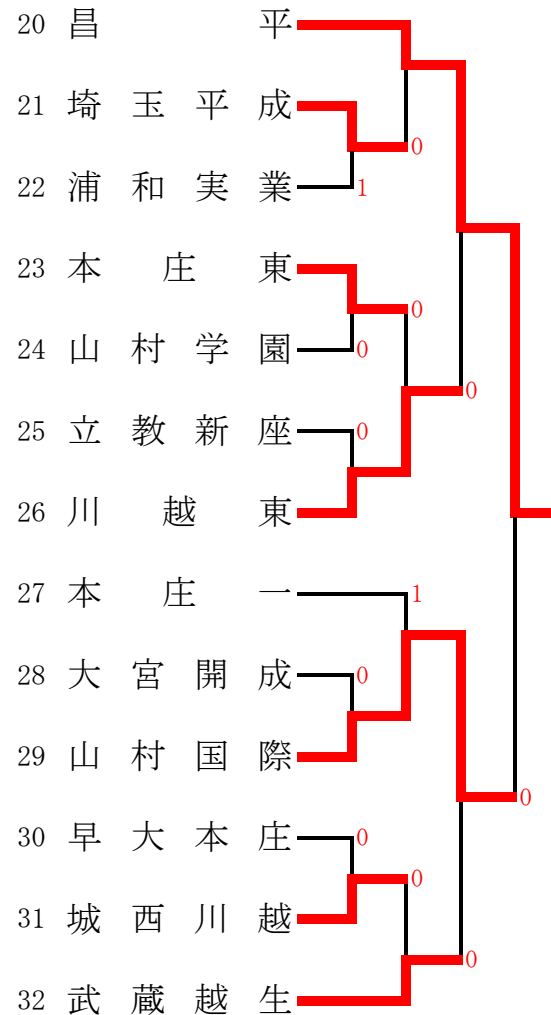 20 昌平
21 埼玉平成
0
22 浦和実業 1
23 本庄東
0
24 山村学園 0
25 立教新座 0
0
26 川越東
27 本庄一 1
28 大宮開成 0
29 山村国際
0
30 早大本庄 0
0
31 城西川越
0
32 武蔵越生